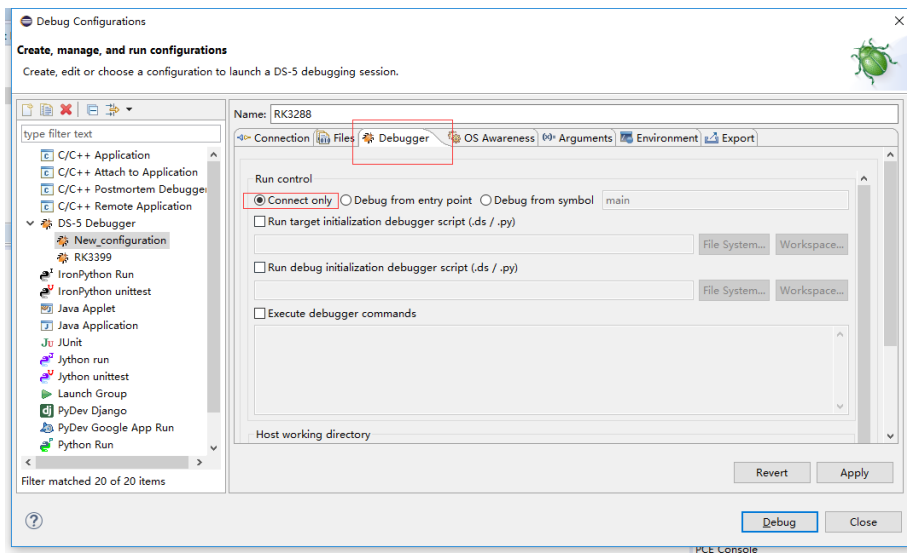 Debug Configurations
Create, manage, and run configurations
Create, edit or choose a configuration to launch a DS-5 debugging session.
type filter text
C/C++ Application
C/C++ Attach to Application
C/C++ Postmortem Debugger
C/C++ Remote Application
DS-5 Debugger
New_configuration
RK3399
IronPython Run
IronPython unittest
Java Applet
Java Application
Ju JUnit
Jython run
Jython unittest
Launch Group
dj PyDev Django
PyDev Google App Run
Python Run
Filter matched 20 of 20 items
Name: RK3288
Connection Files Debugger OS Awareness Arguments Environment Export
Run control
Connect only Debug from entry point Debug from symbol main
Run target initialization debugger script (.ds / .py)
File System... Workspace...
Run debug initialization debugger script (.ds / .py)
File System... Workspace...
Execute debugger commands
Host working directory
Revert Apply
? Debug Close
PCE Console